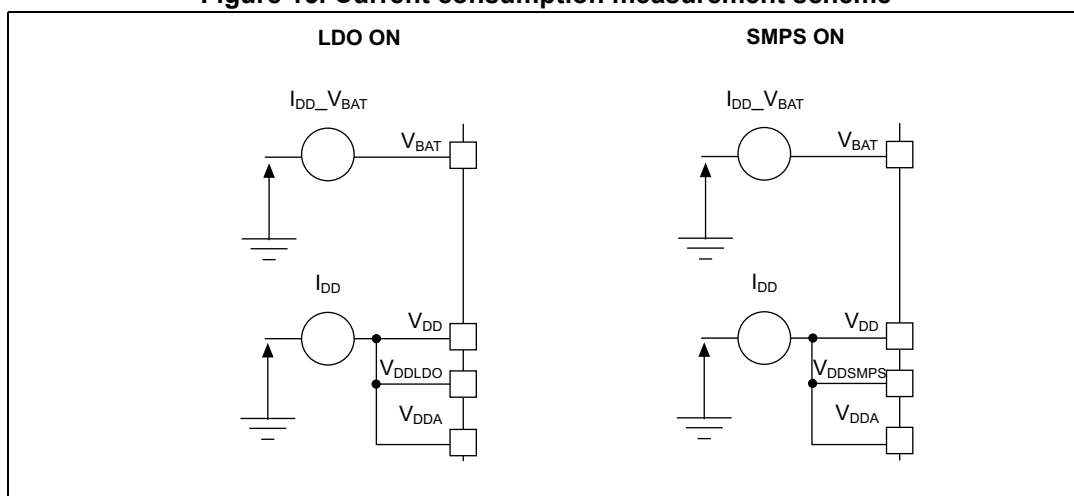 Figure Current consumption measurement scheme
LDO ON
SMPS ON
IDD_VBAT
VBAT
IDD
VDD
VDDLDO
VDDA
IDD_VBAT
VBAT
IDD
VDD
VDDSMPS
VDDA